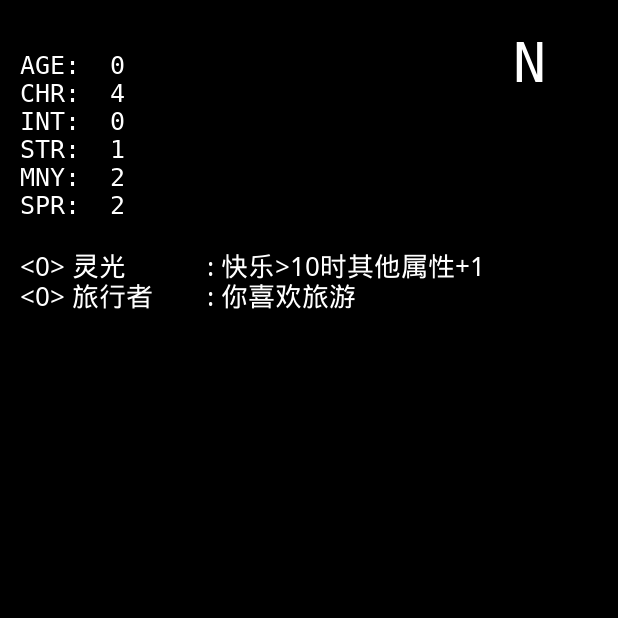 N
AGE: 0
CHR: 4
INT: 0
STR: 1
MNY: 2
SPR: 2
<0> 灵光 : 快乐>10时其他属性+1
<0> 旅行者 : 你喜欢旅游